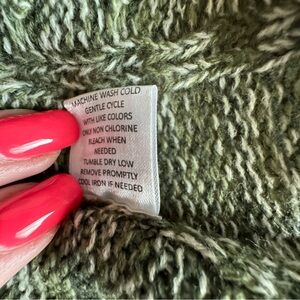 MACHINE WASH COLD
GENTLE CYCLE
WITH LIKE COLORS
ONLY NON CHLORINE
BLEACH WHEN
NEEDED
TUMBLE DRY LOW
REMOVE PROMPTLY
COOL IRON IF NEEDED